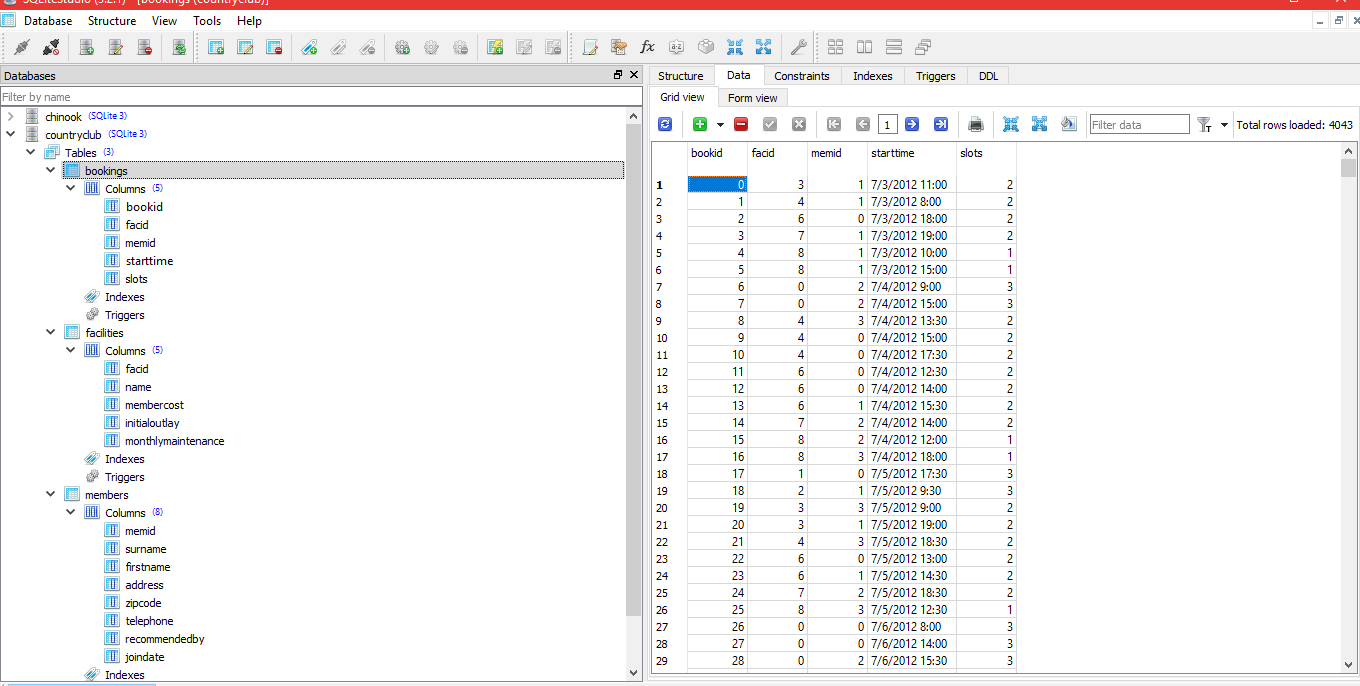 SQLiteStudio (3.2.1) - [bookings (countryclub)]
Database Structure View Tools Help
Databases
Filter by name
chinook (SQLite 3)
countryclub (SQLite 3)
Tables (3)
bookings
Columns (5)
bookid
facid
memid
starttime
slots
Indexes
Triggers
facilities
Columns (5)
facid
name
membercost
initialoutlay
monthlymaintenance
Indexes
Triggers
members
Columns (8)
memid
surname
firstname
address
zipcode
telephone
recommendedby
joindate
Indexes
Structure Data Constraints Indexes Triggers DDL
Grid view Form view
1 Filter data T Total rows loaded: 4043
bookid facid memid starttime slots
1 0 3 1 7/3/2012 11:00 2
2 1 4 1 7/3/2012 8:00 2
3 2 6 0 7/3/2012 18:00 2
4 3 7 1 7/3/2012 19:00 2
5 4 8 1 7/3/2012 10:00 1
6 5 8 1 7/3/2012 15:00 1
7 6 0 2 7/4/2012 9:00 3
8 7 0 2 7/4/2012 15:00 3
9 8 4 3 7/4/2012 13:30 2
10 9 4 0 7/4/2012 15:00 2
11 10 4 0 7/4/2012 17:30 2
12 11 6 0 7/4/2012 12:30 2
13 12 6 0 7/4/2012 14:00 2
14 13 6 1 7/4/2012 15:30 2
15 14 7 2 7/4/2012 14:00 2
16 15 8 2 7/4/2012 12:00 1
17 16 8 3 7/4/2012 18:00 1
18 17 1 0 7/5/2012 17:30 3
19 18 2 1 7/5/2012 9:30 3
20 19 3 3 7/5/2012 9:00 2
21 20 3 1 7/5/2012 19:00 2
22 21 4 3 7/5/2012 18:30 2
23 22 6 0 7/5/2012 13:00 2
24 23 6 1 7/5/2012 14:30 2
25 24 7 2 7/5/2012 18:30 2
26 25 8 3 7/5/2012 12:30 1
27 26 0 0 7/6/2012 8:00 3
28 27 0 0 7/6/2012 14:00 3
29 28 0 2 7/6/2012 15:30 3